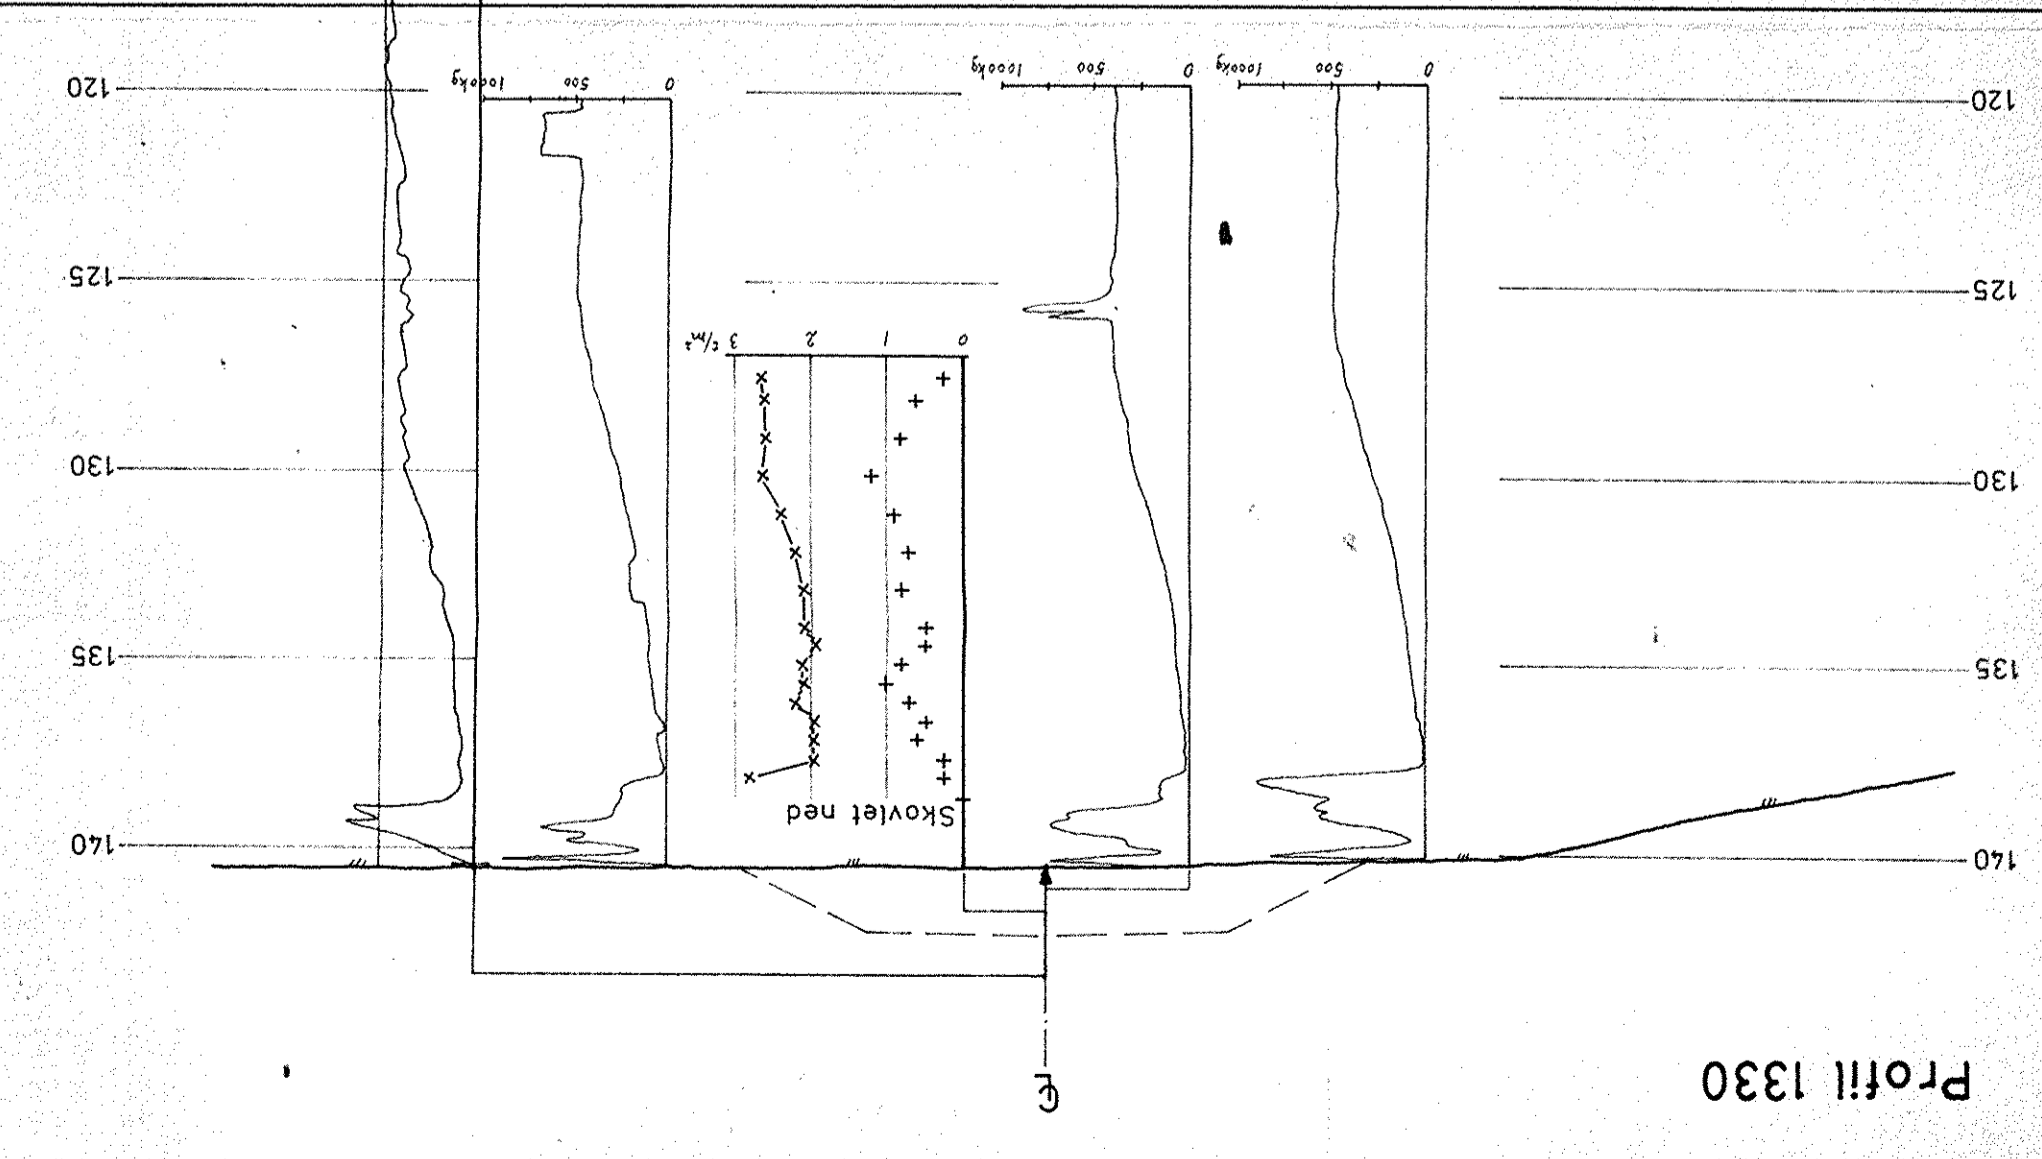 Profil 1330
℄
140 140
Skovlet ned
135 135
130 130
0 1 2 3 t/m²
125 125
120 120
0 500 1000kg 0 500 1000kg 0 500 1000kg